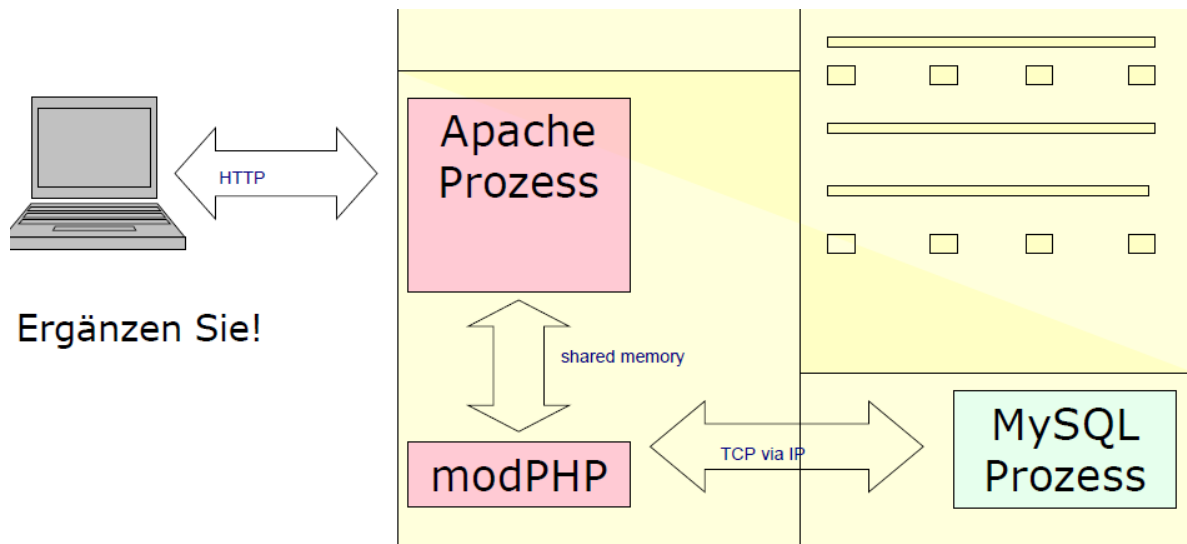 Apache
Prozess
HTTP
Ergänzen Sie!
shared memory
modPHP
TCP via IP
MySQL
Prozess